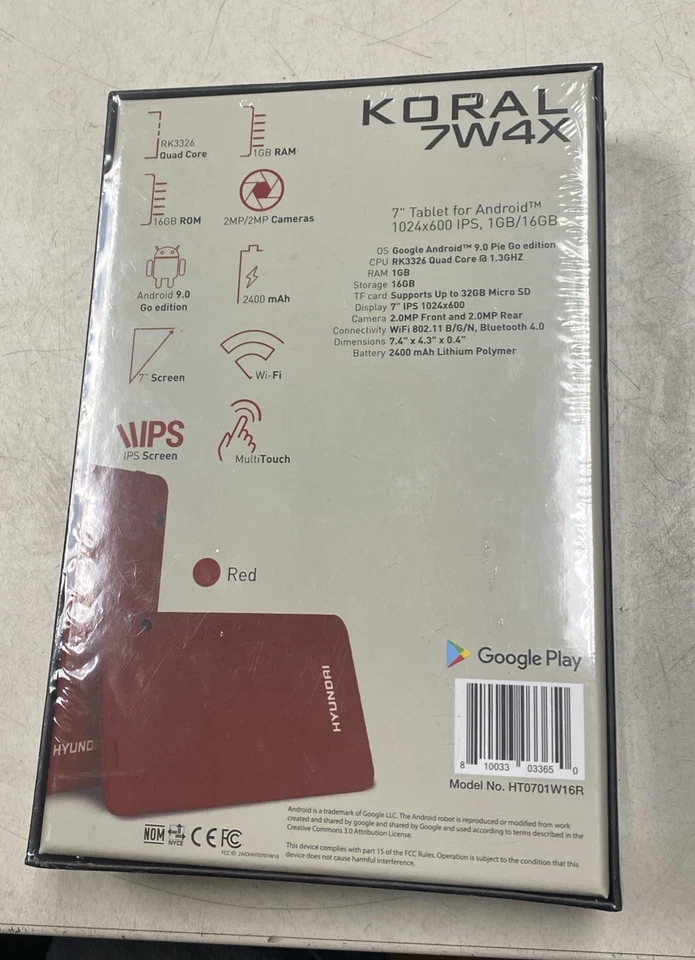 KORAL
7W4X
RK3326
Quad Core
1GB RAM
16GB ROM
2MP/2MP Cameras
Android 9.0
Go edition
2400 mAh
7" Screen
Wi-Fi
IPS
IPS Screen
MultiTouch
7" Tablet for Android™
1024x600 IPS, 1GB/16GB
OS Google Android™ 9.0 Pie Go edition
CPU RK3326 Quad Core @ 1.3GHZ
RAM 1GB
Storage 16GB
TF card Supports Up to 32GB Micro SD
Display 7" IPS 1024x600
Camera 2.0MP Front and 2.0MP Rear
Connectivity WiFi 802.11 B/G/N, Bluetooth 4.0
Dimensions 7.4" x 4.3" x 0.4"
Battery 2400 mAh Lithium Polymer
Red
HYUNDAI
HYUNDAI
Google Play
8 10033 03365 0
Model No. HT0701W16R
NOM NYCE CE FC
FCC ID: 2AIOHHT0701W16
Android is a trademark of Google LLC. The Android robot is reproduced or modified from work
created and shared by google and shared by Google and used according to terms described in the
Creative Commons 3.0 Attribution License.
This device complies with part 15 of the FCC Rules. Operation is subject to the condition that this
device does not cause harmful interference.